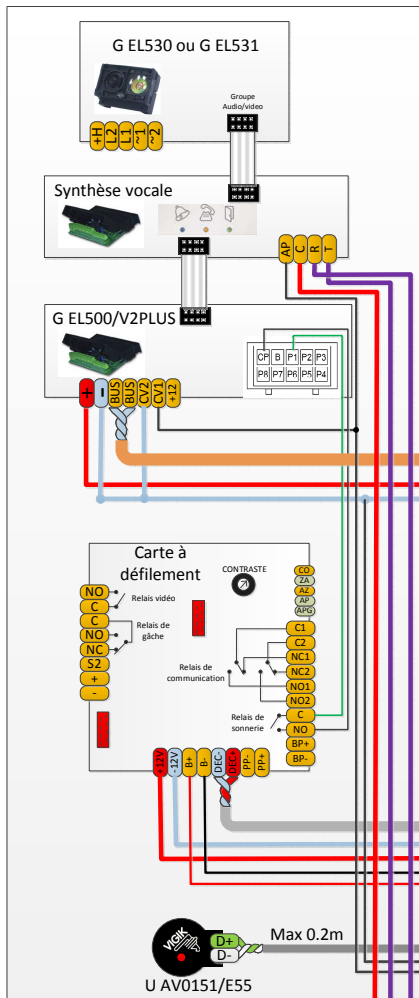 G EL530 ou G EL531
Groupe
Audio/video
+H
L2
L1
~1
~2
Synthèse vocale
AP
C
R
T
G EL500/V2PLUS
CP B P1 P2 P3
P8 P7 P6 P5 P4
+
-
BUS
BUS
CV2
CV1
+12
Carte à
défilement
CONTRASTE
CO
ZA
AZ
AP
APG
NO
C
C
NO
NC
S2
+
-
Relais vidéo
Relais de
gâche
Relais de
communication
Relais de
sonnerie
C1
C2
NC1
NC2
NO1
NO2
C
NO
BP+
BP-
+12V
-12V
B+
B-
DEC-
DEC+
PP-
PP+
VIGIK
D+
D-
Max 0.2m
U AV0151/E55